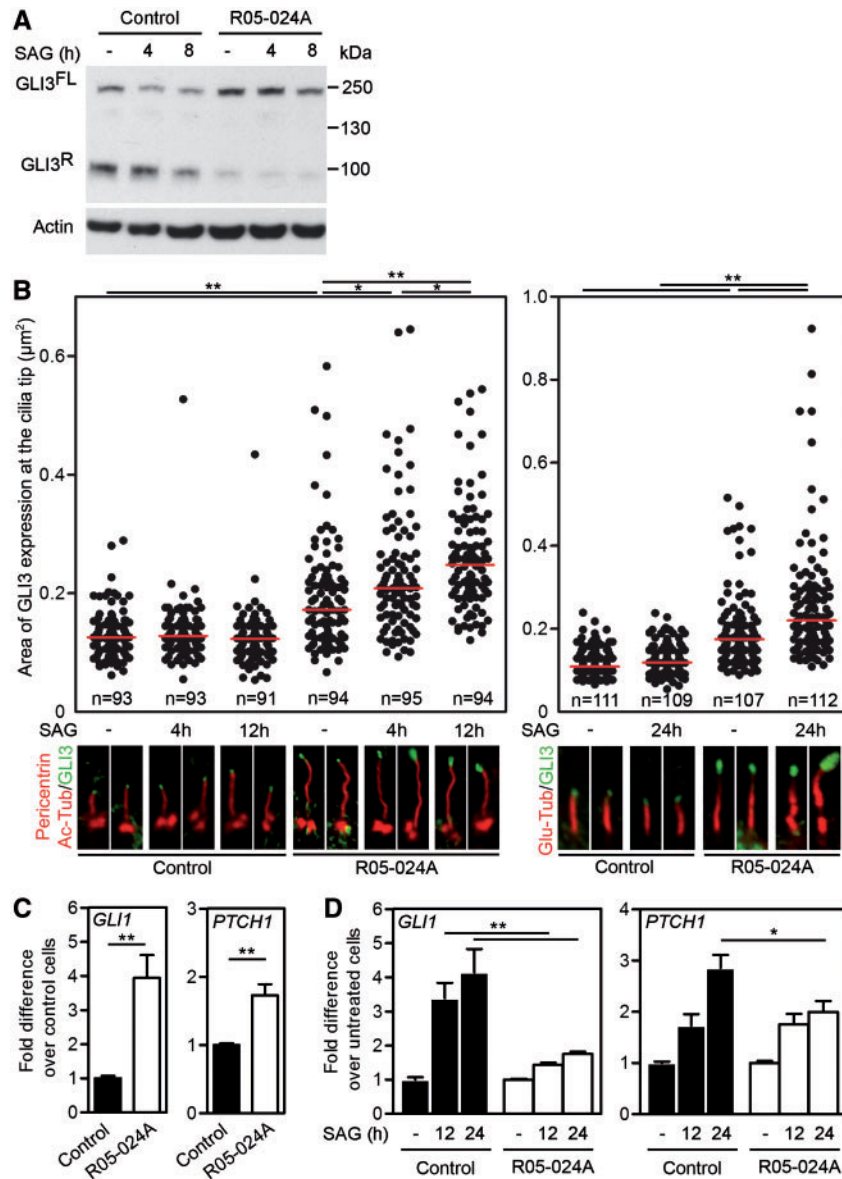 A
Control R05-024A
SAG (h) - 4 8 - 4 8 kDa
GLI3FL 250
130
GLI3R 100
Actin
B
** ** * * **
Area of GLI3 expression at the cilia tip (µm²)
0.6
0.4
0.2
0
1.0
0.8
0.6
0.4
0.2
0
n=93 n=93 n=91 n=94 n=95 n=94 n=111 n=109 n=107 n=112
SAG - 4h 12h - 4h 12h SAG - 24h - 24h
Pericentrin
Ac-Tub/GLI3
Glu-Tub/GLI3
Control R05-024A Control R05-024A
C
Fold difference
over control cells
GLI1
**
6
5
4
3
2
1
0
Control
R05-024A
PTCH1
**
3
2
1
0
Control
R05-024A
D
Fold difference
over untreated cells
GLI1
**
6
5
4
3
2
1
0
PTCH1
*
4
3
2
1
0
SAG (h) - 12 24 - 12 24 - 12 24 - 12 24
Control R05-024A Control R05-024A